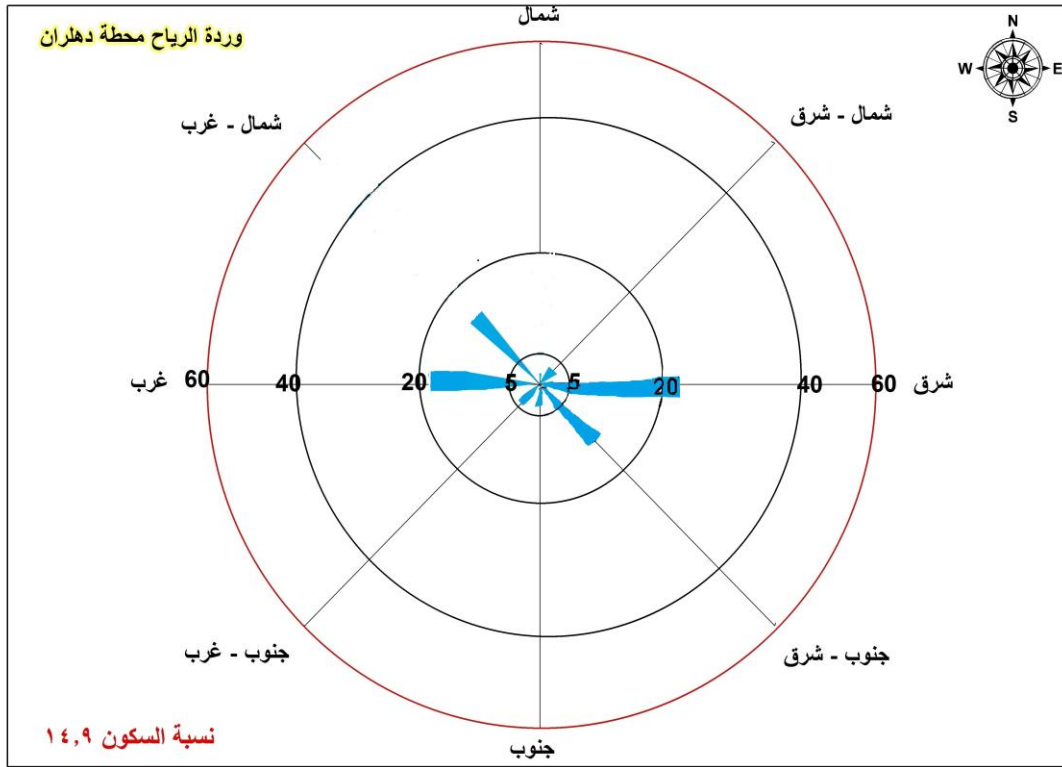 شمال
وردة الرياح محطة دهلران
N
W E
S
شمال - غرب
شمال - شرق
غرب 60 40 20 5 5 20 40 60 شرق
جنوب - غرب
جنوب - شرق
نسبة السكون ١٤,٩
جنوب